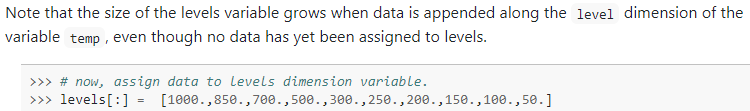 Note that the size of the levels variable grows when data is appended along the level dimension of the
variable temp , even though no data has yet been assigned to levels.
>>> # now, assign data to levels dimension variable.
>>> levels[:] =  [1000.,850.,700.,500.,300.,250.,200.,150.,100.,50.]